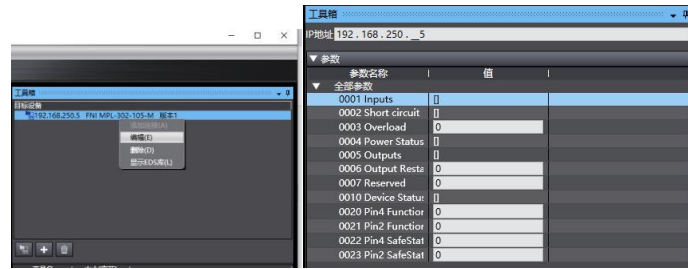 工具箱
目标设备
192.168.250.5 FNI MPL-302-105-M 版本1
编辑(E)
删除(D)
显示EDS库(L)
工具箱
IP地址 192 . 168 . 250 . __5
▼ 参数
参数名称 值
▼ 全部参数
0001 Inputs []
0002 Short circuit []
0003 Overload 0
0004 Power Status []
0005 Outputs []
0006 Output Resta 0
0007 Reserved 0
0010 Device Status []
0020 Pin4 Function 0
0021 Pin2 Function 0
0022 Pin4 SafeStat 0
0023 Pin2 SafeStat 0